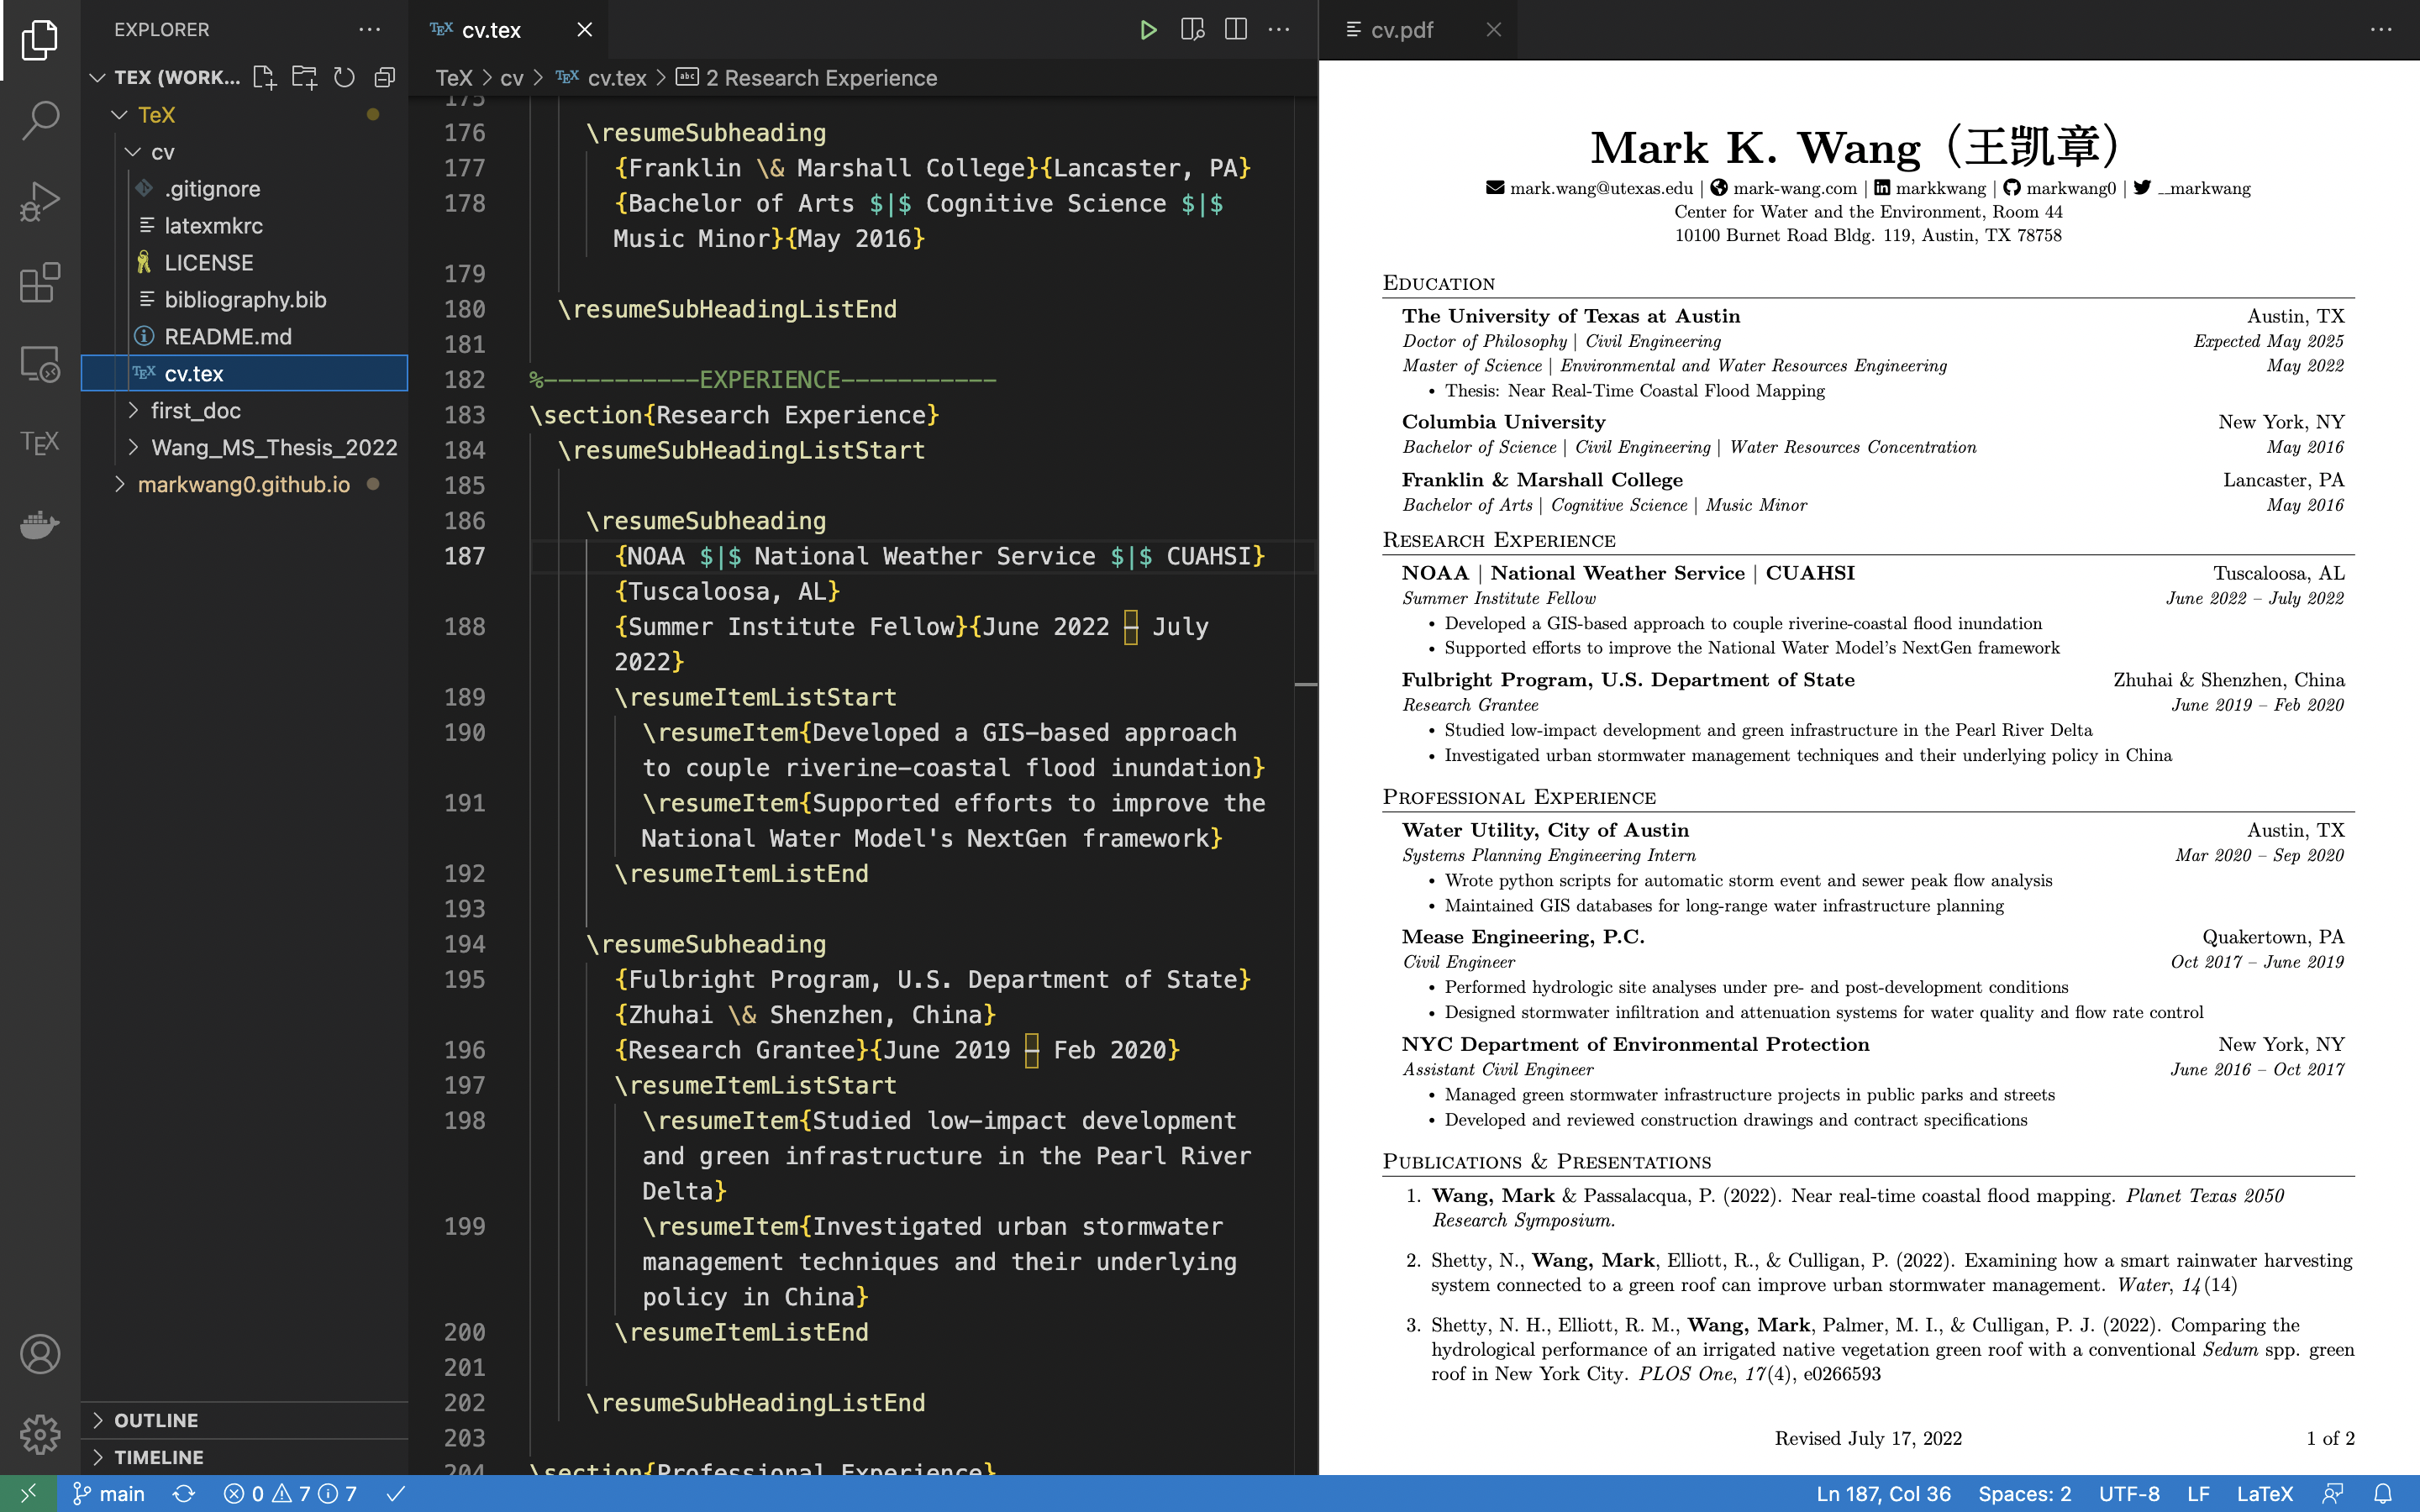 EXPLORER
TEX (WORK...
TeX
cv
.gitignore
latexmkrc
LICENSE
bibliography.bib
README.md
TEX cv.tex
first_doc
Wang_MS_Thesis_2022
markwang0.github.io
OUTLINE
TIMELINE
TEX
TEX cv.tex
TeX > cv > TEX cv.tex > abc 2 Research Experience
175
176 \resumeSubheading
177 {Franklin \& Marshall College}{Lancaster, PA}
178 {Bachelor of Arts $|$ Cognitive Science $|$
Music Minor}{May 2016}
179
180 \resumeSubHeadingListEnd
181
182 %-----------EXPERIENCE-----------
183 \section{Research Experience}
184 \resumeSubHeadingListStart
185
186 \resumeSubheading
187 {NOAA $|$ National Weather Service $|$ CUAHSI}
{Tuscaloosa, AL}
188 {Summer Institute Fellow}{June 2022 – July
2022}
189 \resumeItemListStart
190 \resumeItem{Developed a GIS-based approach
to couple riverine-coastal flood inundation}
191 \resumeItem{Supported efforts to improve the
National Water Model's NextGen framework}
192 \resumeItemListEnd
193
194 \resumeSubheading
195 {Fulbright Program, U.S. Department of State}
{Zhuhai \& Shenzhen, China}
196 {Research Grantee}{June 2019 – Feb 2020}
197 \resumeItemListStart
198 \resumeItem{Studied low-impact development
and green infrastructure in the Pearl River
Delta}
199 \resumeItem{Investigated urban stormwater
management techniques and their underlying
policy in China}
200 \resumeItemListEnd
201
202 \resumeSubHeadingListEnd
203
204 \section{Professional Experience}
cv.pdf
Mark K. Wang (王凯章)
mark.wang@utexas.edu | mark-wang.com | markkwang | markwang0 | __markwang
Center for Water and the Environment, Room 44
10100 Burnet Road Bldg. 119, Austin, TX 78758
EDUCATION
The University of Texas at Austin Austin, TX
Doctor of Philosophy | Civil Engineering Expected May 2025
Master of Science | Environmental and Water Resources Engineering May 2022
• Thesis: Near Real-Time Coastal Flood Mapping
Columbia University New York, NY
Bachelor of Science | Civil Engineering | Water Resources Concentration May 2016
Franklin & Marshall College Lancaster, PA
Bachelor of Arts | Cognitive Science | Music Minor May 2016
RESEARCH EXPERIENCE
NOAA | National Weather Service | CUAHSI Tuscaloosa, AL
Summer Institute Fellow June 2022 – July 2022
• Developed a GIS-based approach to couple riverine-coastal flood inundation
• Supported efforts to improve the National Water Model's NextGen framework
Fulbright Program, U.S. Department of State Zhuhai & Shenzhen, China
Research Grantee June 2019 – Feb 2020
• Studied low-impact development and green infrastructure in the Pearl River Delta
• Investigated urban stormwater management techniques and their underlying policy in China
PROFESSIONAL EXPERIENCE
Water Utility, City of Austin Austin, TX
Systems Planning Engineering Intern Mar 2020 – Sep 2020
• Wrote python scripts for automatic storm event and sewer peak flow analysis
• Maintained GIS databases for long-range water infrastructure planning
Mease Engineering, P.C. Quakertown, PA
Civil Engineer Oct 2017 – June 2019
• Performed hydrologic site analyses under pre- and post-development conditions
• Designed stormwater infiltration and attenuation systems for water quality and flow rate control
NYC Department of Environmental Protection New York, NY
Assistant Civil Engineer June 2016 – Oct 2017
• Managed green stormwater infrastructure projects in public parks and streets
• Developed and reviewed construction drawings and contract specifications
PUBLICATIONS & PRESENTATIONS
1. Wang, Mark & Passalacqua, P. (2022). Near real-time coastal flood mapping. Planet Texas 2050
Research Symposium.
2. Shetty, N., Wang, Mark, Elliott, R., & Culligan, P. (2022). Examining how a smart rainwater harvesting
system connected to a green roof can improve urban stormwater management. Water, 14(14)
3. Shetty, N. H., Elliott, R. M., Wang, Mark, Palmer, M. I., & Culligan, P. J. (2022). Comparing the
hydrological performance of an irrigated native vegetation green roof with a conventional Sedum spp. green
roof in New York City. PLOS One, 17(4), e0266593
Revised July 17, 2022 1 of 2
main 0 7 7 Ln 187, Col 36 Spaces: 2 UTF-8 LF LaTeX